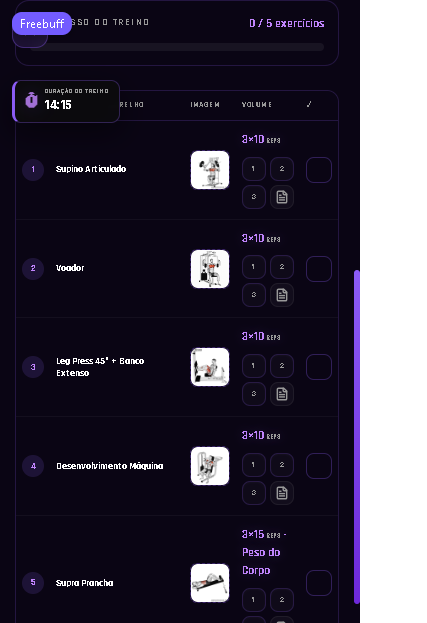 Freebuff
SSO DO TREINO
0 / 5 exercícios
DURAÇÃO DO TREINO
14:15
RELHO
IMAGEM
VOLUME
✓
1
Supino Articulado
3×10 REPS
1
2
3
2
Voador
3×10 REPS
1
2
3
3
Leg Press 45° + Banco
Extenso
3×10 REPS
1
2
3
4
Desenvolvimento Máquina
3×10 REPS
1
2
3
5
Supra Prancha
3×15 REPS -
Peso do
Corpo
1
2